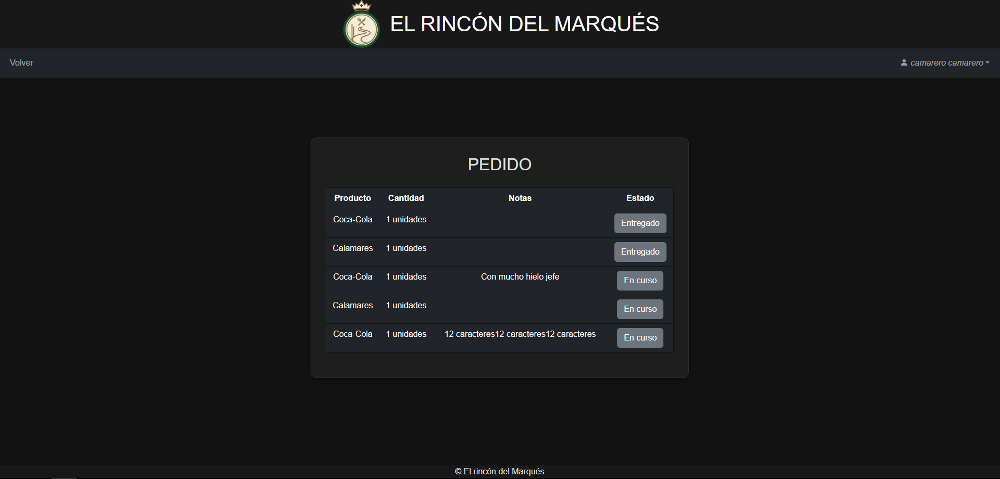 EL RINCÓN DEL MARQUÉS
Volver
camarero camarero
PEDIDO
Producto Cantidad Notas Estado
Coca-Cola 1 unidades Entregado
Calamares 1 unidades Entregado
Coca-Cola 1 unidades Con mucho hielo jefe En curso
Calamares 1 unidades En curso
Coca-Cola 1 unidades 12 caracteres12 caracteres12 caracteres En curso
© El rincón del Marqués